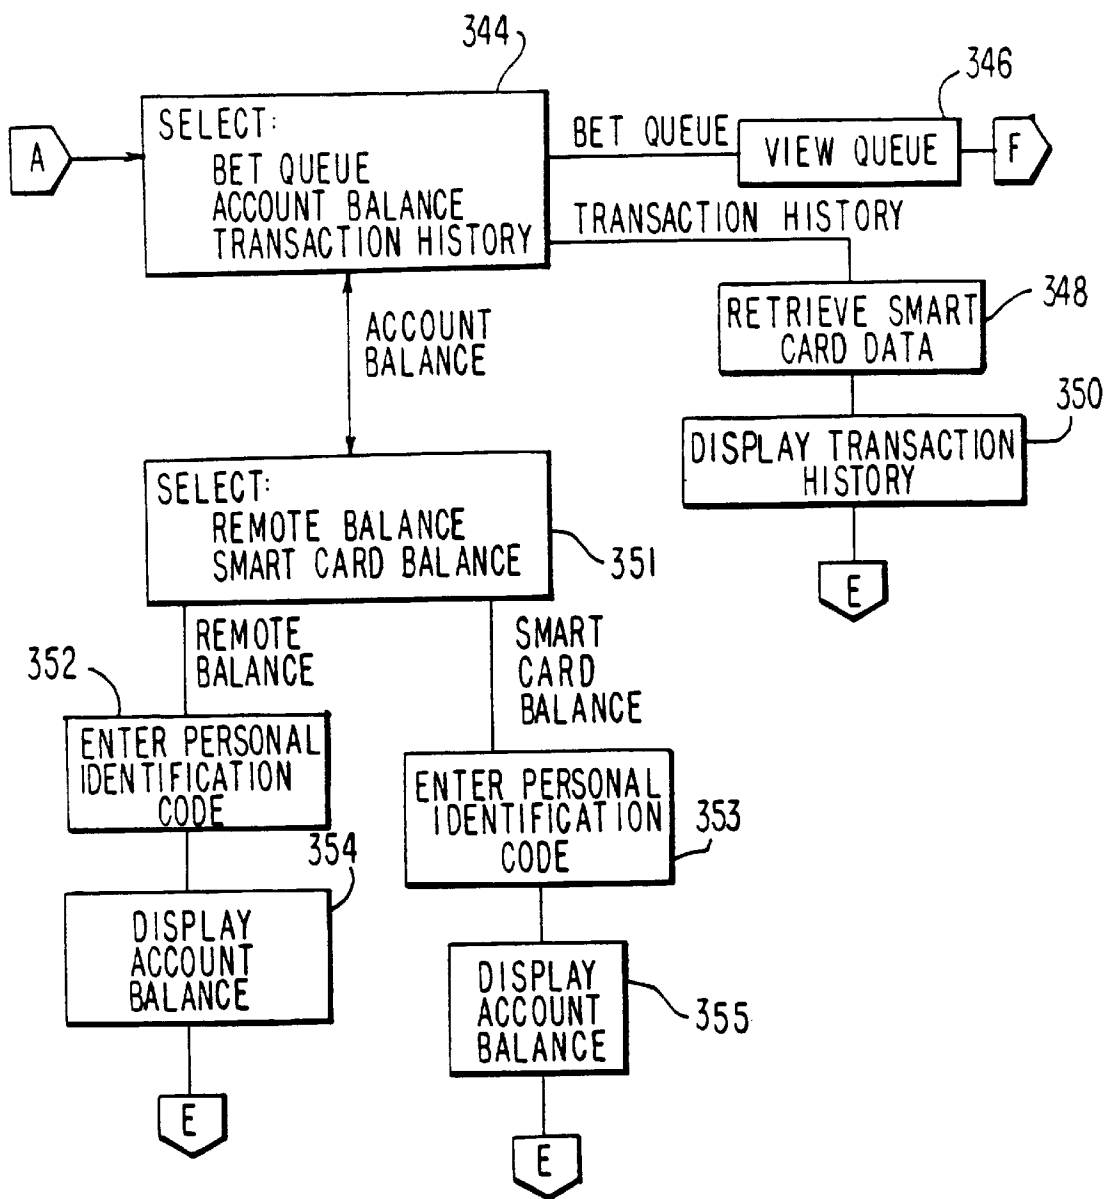 344
346
A
SELECT:
BET QUEUE
ACCOUNT BALANCE
TRANSACTION HISTORY
BET QUEUE
VIEW QUEUE
F
TRANSACTION HISTORY
348
RETRIEVE SMART
CARD DATA
350
DISPLAY TRANSACTION
HISTORY
E
ACCOUNT
BALANCE
SELECT:
REMOTE BALANCE
SMART CARD BALANCE
351
REMOTE
BALANCE
SMART
CARD
BALANCE
352
ENTER PERSONAL
IDENTIFICATION
CODE
354
DISPLAY
ACCOUNT
BALANCE
E
ENTER PERSONAL
IDENTIFICATION
CODE
353
DISPLAY
ACCOUNT
BALANCE
355
E